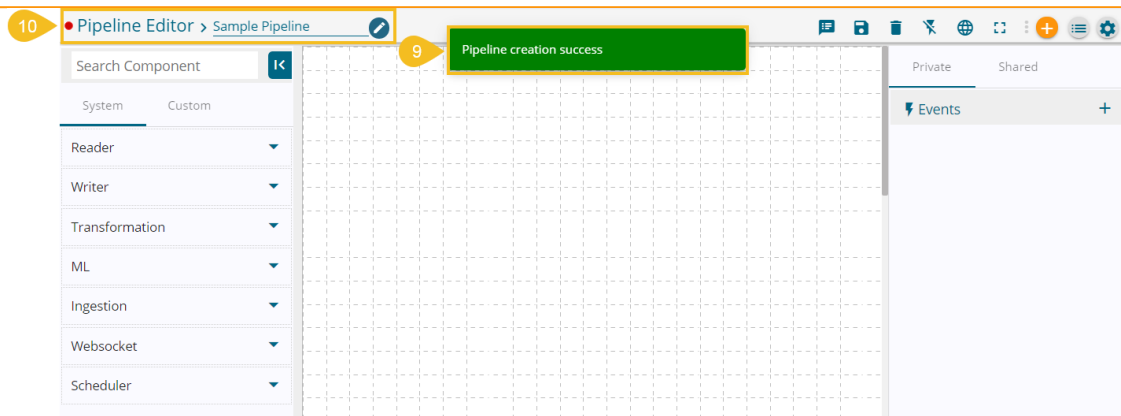 10
Pipeline Editor > Sample Pipeline
9
Pipeline creation success
Search Component
System Custom
Reader
Writer
Transformation
ML
Ingestion
Websocket
Scheduler
Private Shared
Events +